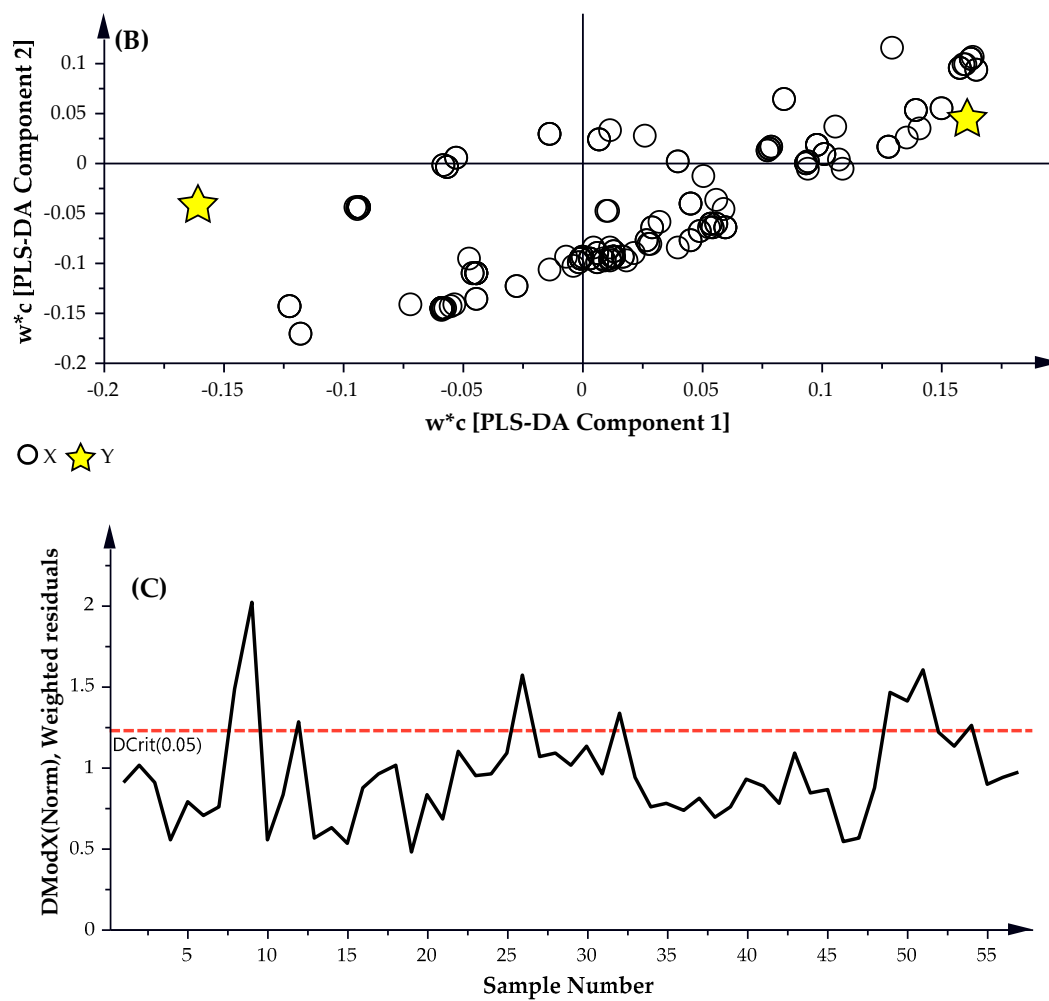 (B)
w*c [PLS-DA Component 2]
0.1
0.05
0
-0.05
-0.1
-0.15
-0.2
-0.2 -0.15 -0.1 -0.05 0 0.05 0.1 0.15
w*c [PLS-DA Component 1]
X Y
(C)
DModX(Norm), Weighted residuals
2
1.5
DCrit(0.05)
1
0.5
0
5 10 15 20 25 30 35 40 45 50 55
Sample Number